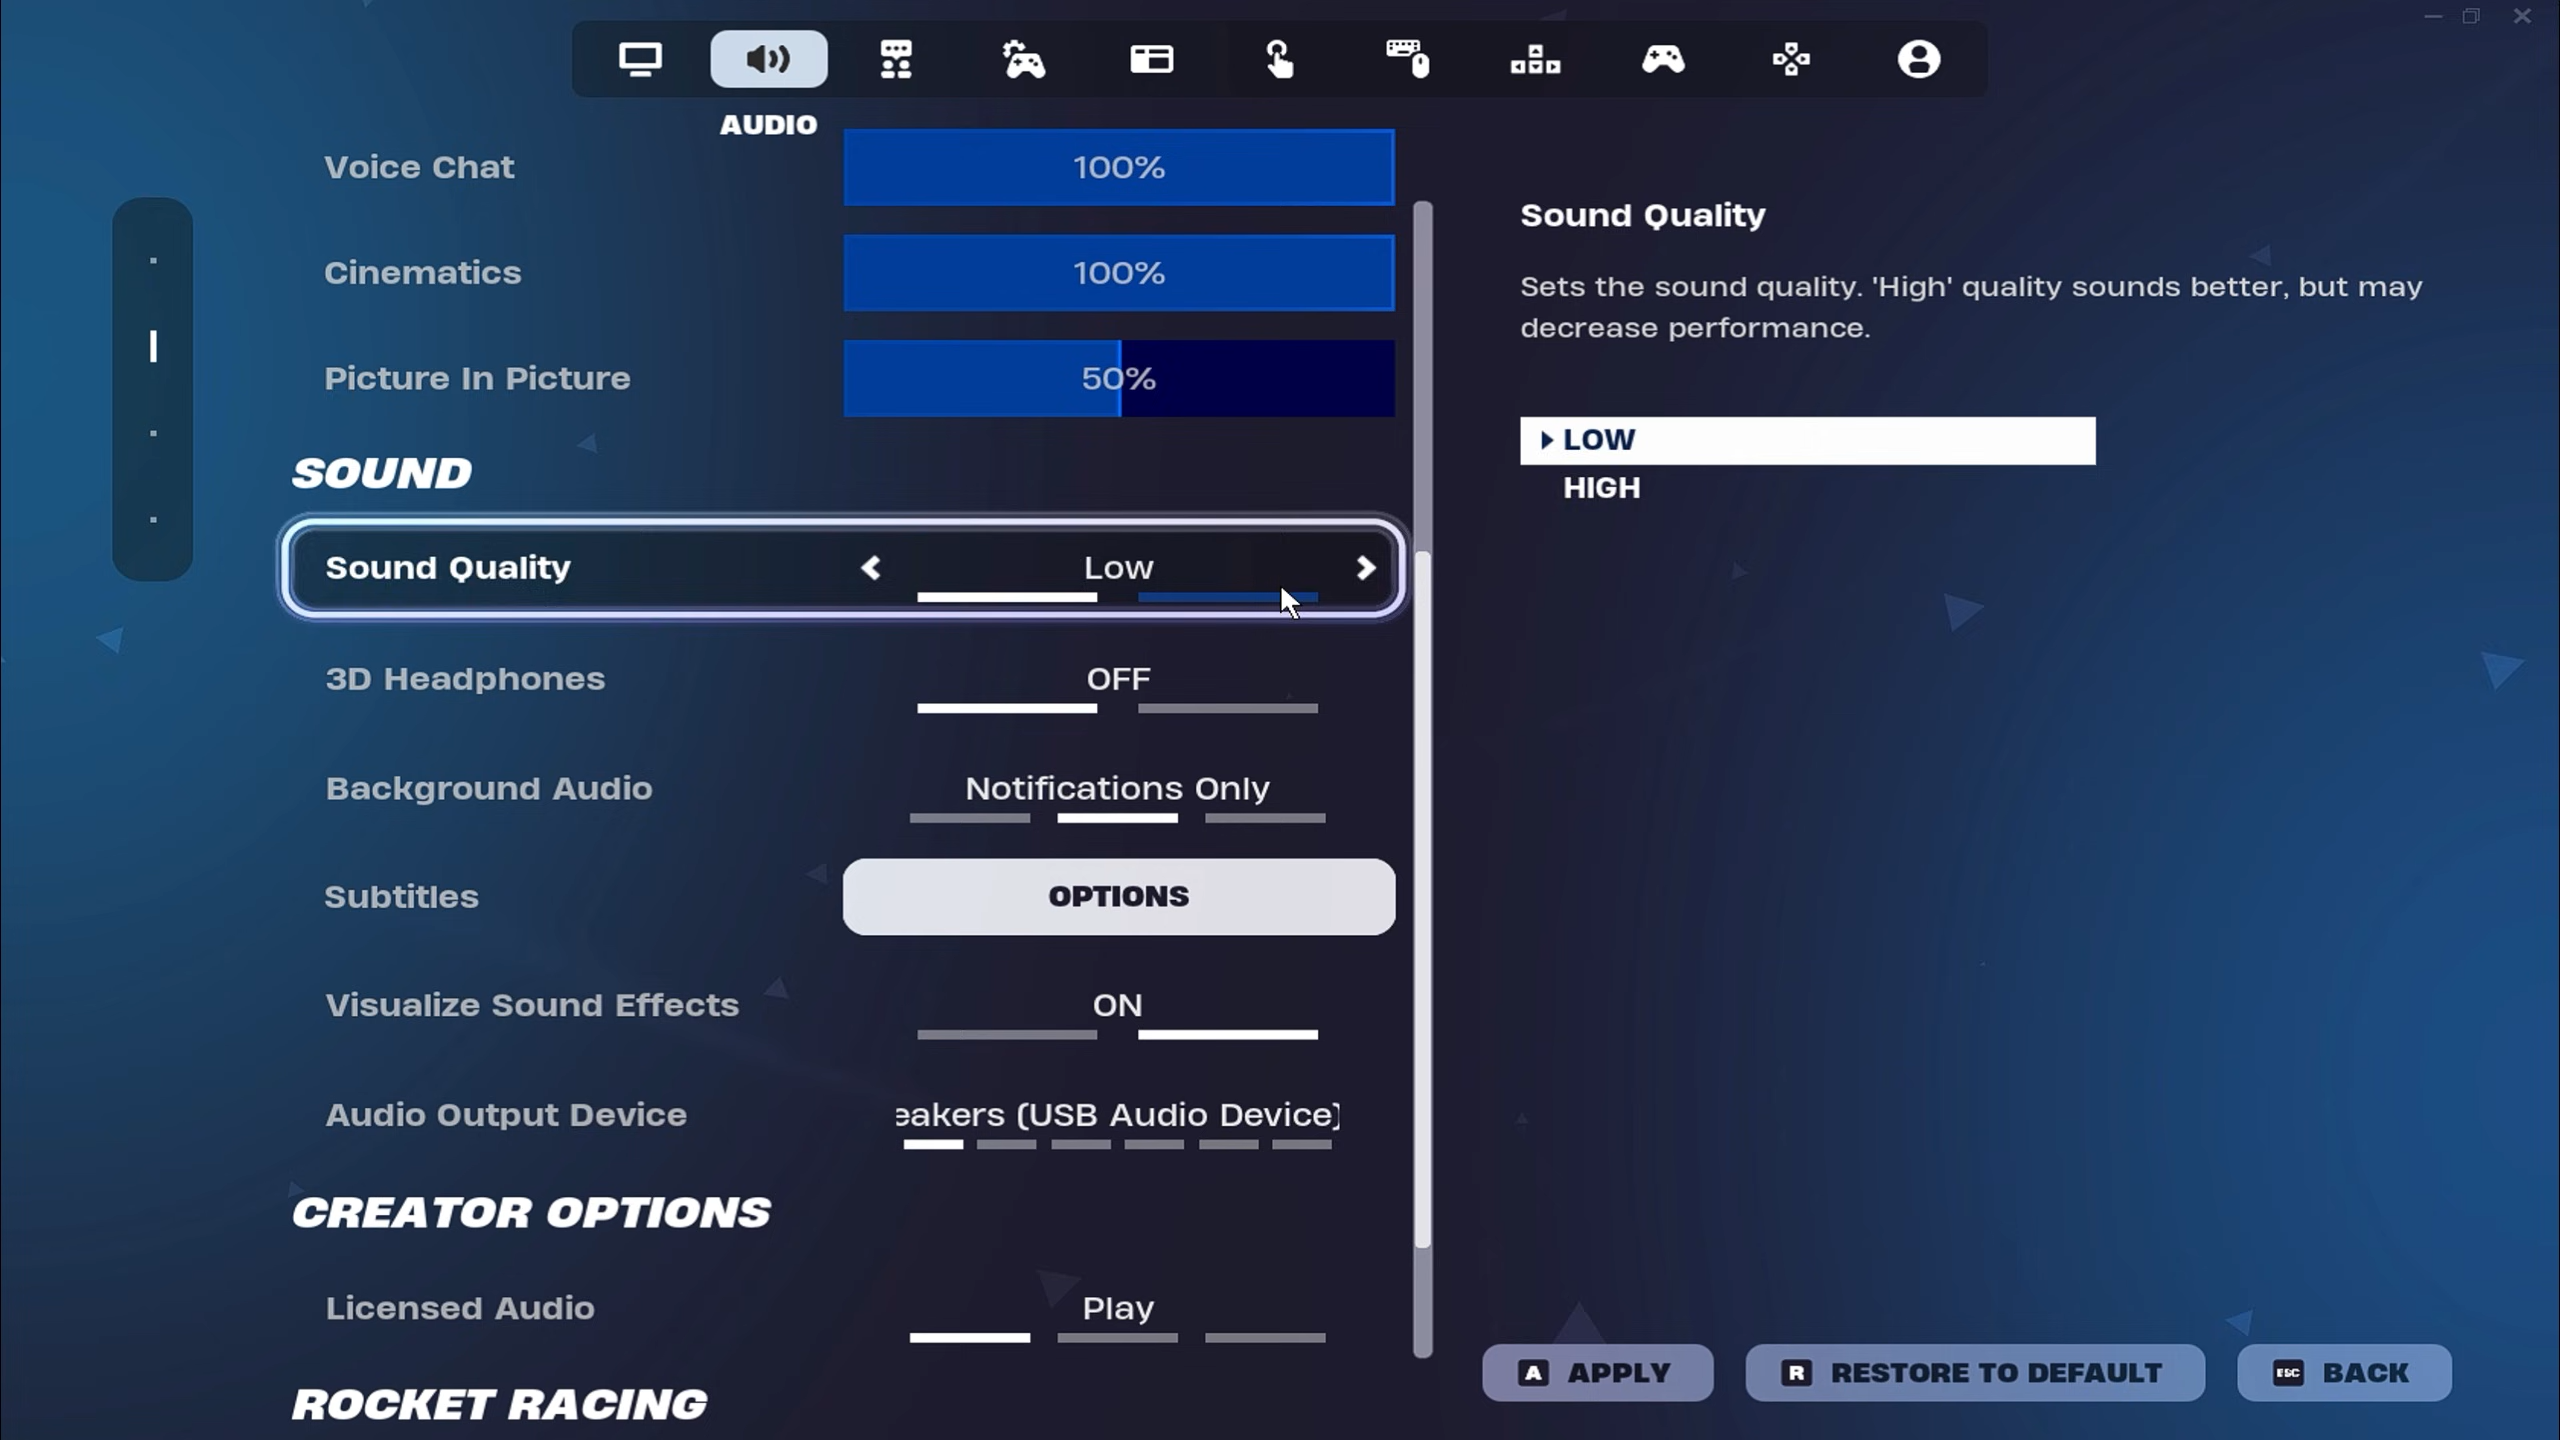 AUDIO
Voice Chat
100%
Cinematics
100%
Picture In Picture
50%
SOUND
Sound Quality
Low
3D Headphones
OFF
Background Audio
Notifications Only
Subtitles
OPTIONS
Visualize Sound Effects
ON
Audio Output Device
eakers (USB Audio Device)
CREATOR OPTIONS
Licensed Audio
Play
ROCKET RACING
Sound Quality
Sets the sound quality. 'High' quality sounds better, but may
decrease performance.
LOW
HIGH
A APPLY
R RESTORE TO DEFAULT
ESC BACK